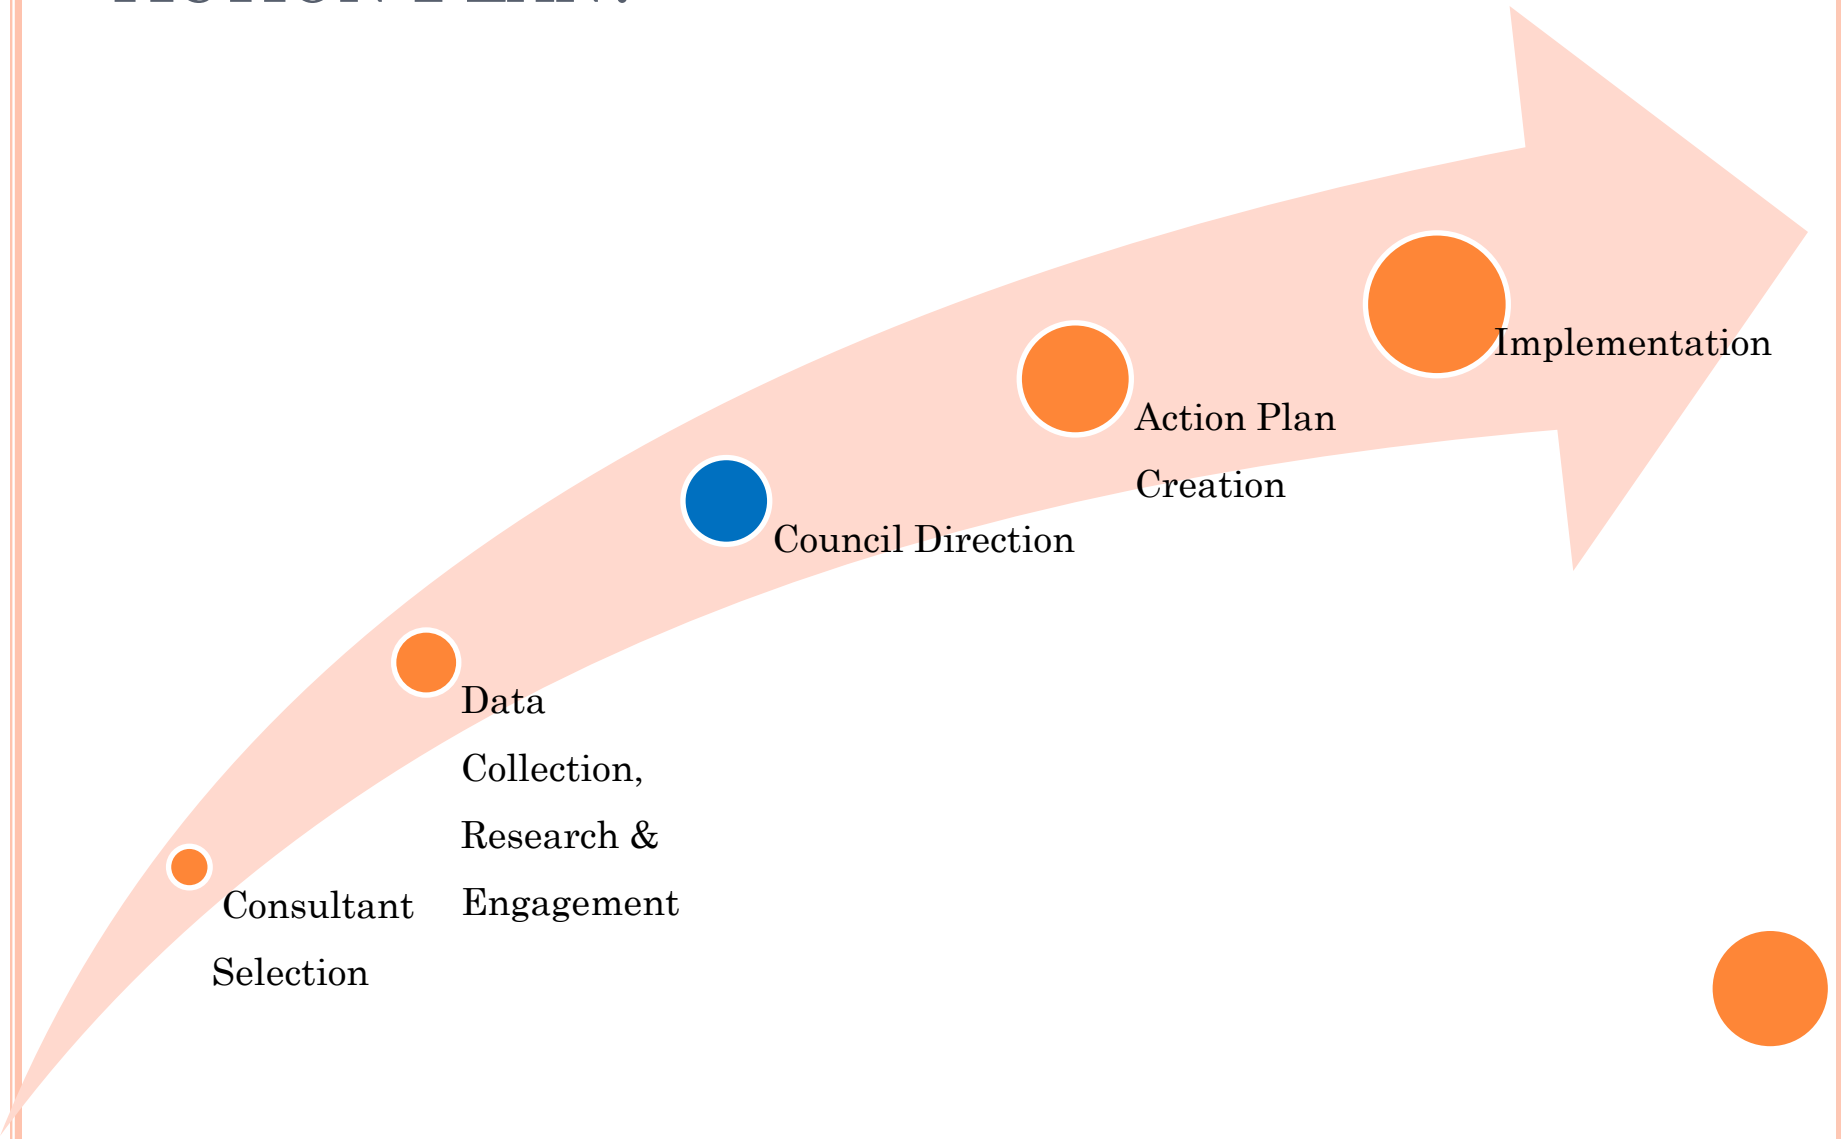 Implementation
Action Plan
Creation
Council Direction
Data
Collection,
Research &
Engagement
Consultant
Selection